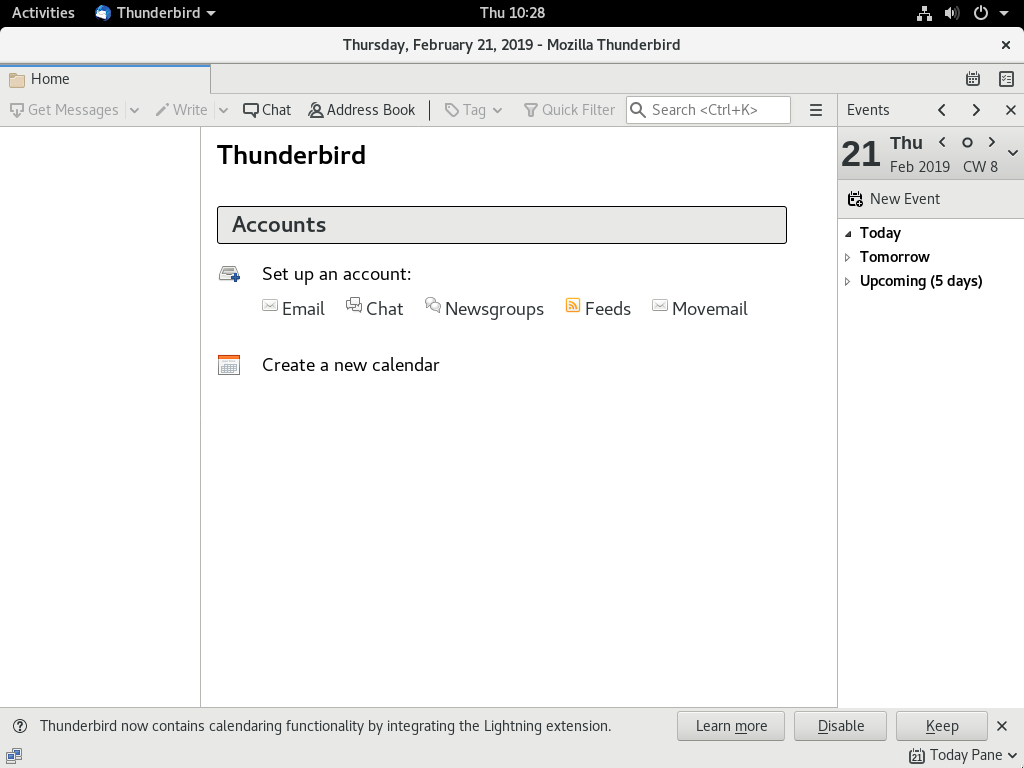 Activities Thunderbird Thu 10:28
Thursday, February 21, 2019 - Mozilla Thunderbird
Home
Get Messages Write Chat Address Book Tag Quick Filter Search <Ctrl+K> Events
21 Thu
Feb 2019 CW 8
New Event
Today
Tomorrow
Upcoming (5 days)
Thunderbird
Accounts
Set up an account:
Email Chat Newsgroups Feeds Movemail
Create a new calendar
Thunderbird now contains calendaring functionality by integrating the Lightning extension. Learn more Disable Keep
21 Today Pane